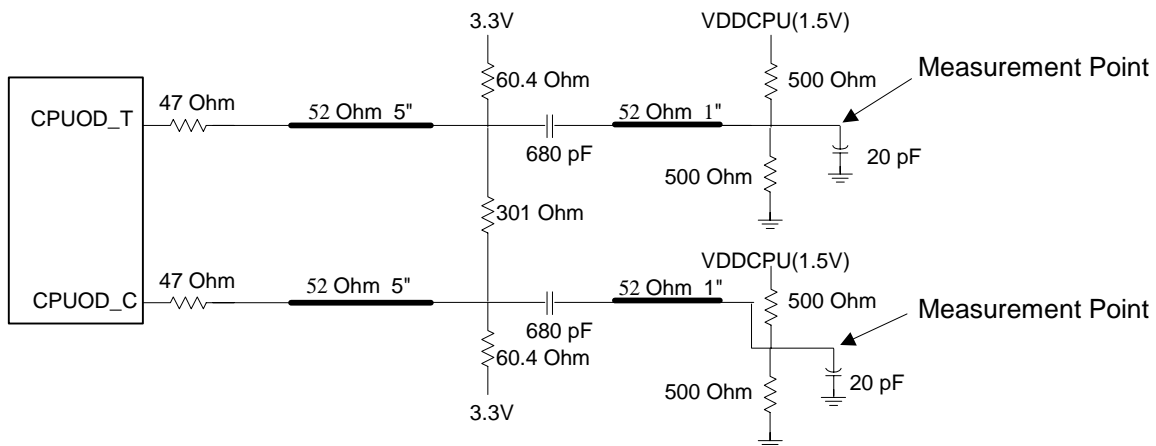 3.3V
VDDCPU(1.5V)
60.4 Ohm
500 Ohm
Measurement Point
47 Ohm
CPUOD_T
52 Ohm 5"
52 Ohm 1"
680 pF
20 pF
500 Ohm
301 Ohm
VDDCPU(1.5V)
47 Ohm
CPUOD_C
52 Ohm 5"
52 Ohm 1"
500 Ohm
Measurement Point
680 pF
60.4 Ohm
20 pF
500 Ohm
3.3V